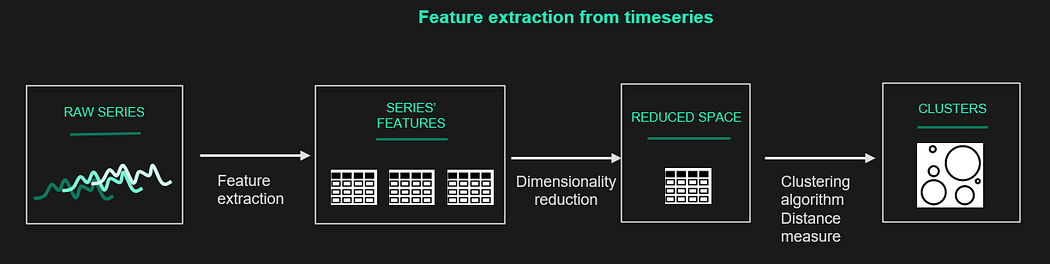 Feature extraction from timeseries
RAW SERIES
SERIES'
FEATURES
REDUCED SPACE
CLUSTERS
Feature
extraction
Dimensionality
reduction
Clustering
algorithm
Distance
measure